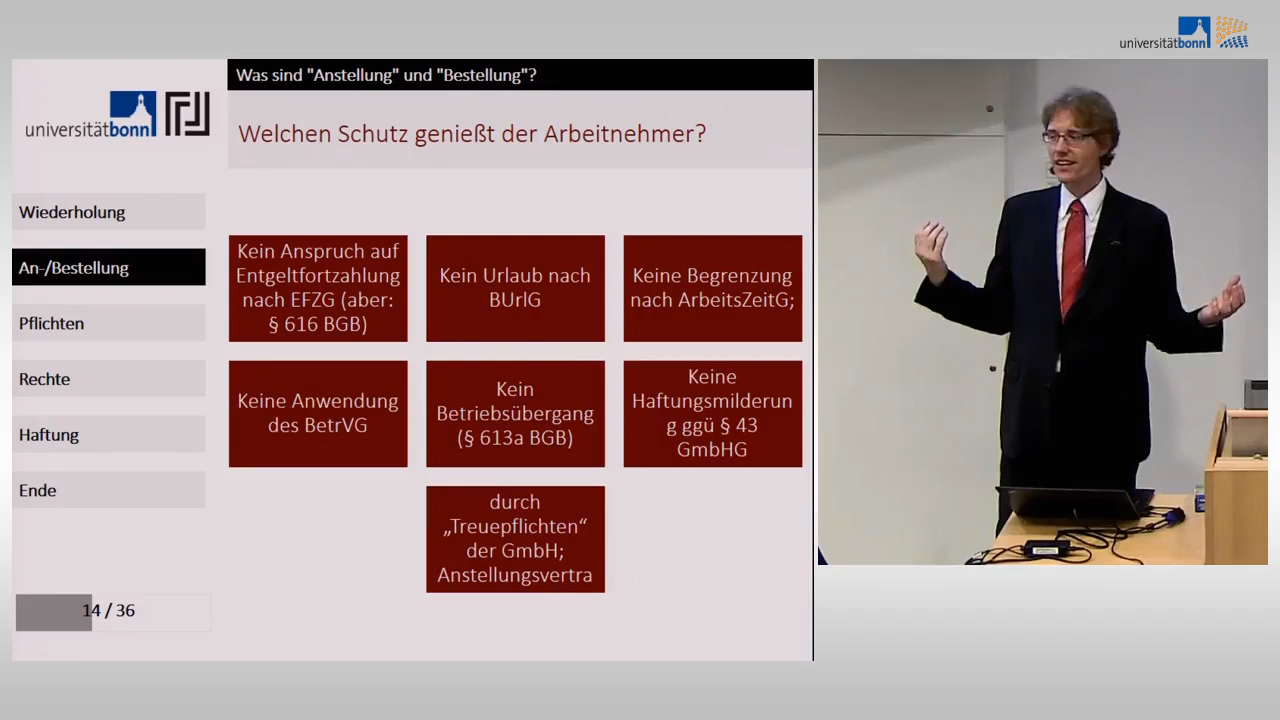 universitätbonn
Was sind "Anstellung" und "Bestellung"?
universitätbonn
Welchen Schutz genießt der Arbeitnehmer?
Wiederholung
An-/Bestellung
Pflichten
Rechte
Haftung
Ende
14 / 36
Kein Anspruch auf
Entgeltfortzahlung
nach EFZG (aber:
§ 616 BGB)
Kein Urlaub nach
BUrlG
Keine Begrenzung
nach ArbeitsZeitG;
Keine Anwendung
des BetrVG
Kein
Betriebsübergang
(§ 613a BGB)
Keine
Haftungsmilderun
g ggü § 43
GmbHG
durch
„Treuepflichten“
der GmbH;
Anstellungsvertra